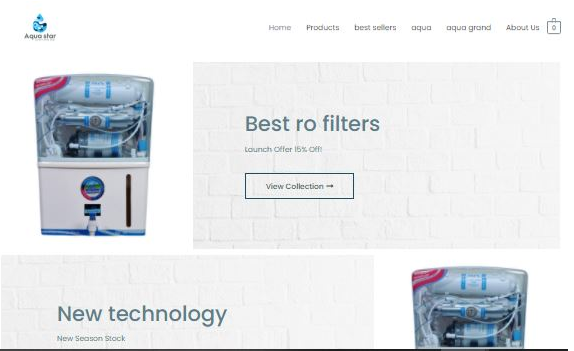 Aqua star
Home Products best sellers aqua aqua grand About Us 0
Best ro filters
Launch Offer 15% Off!
View Collection →
New technology
New Season Stock